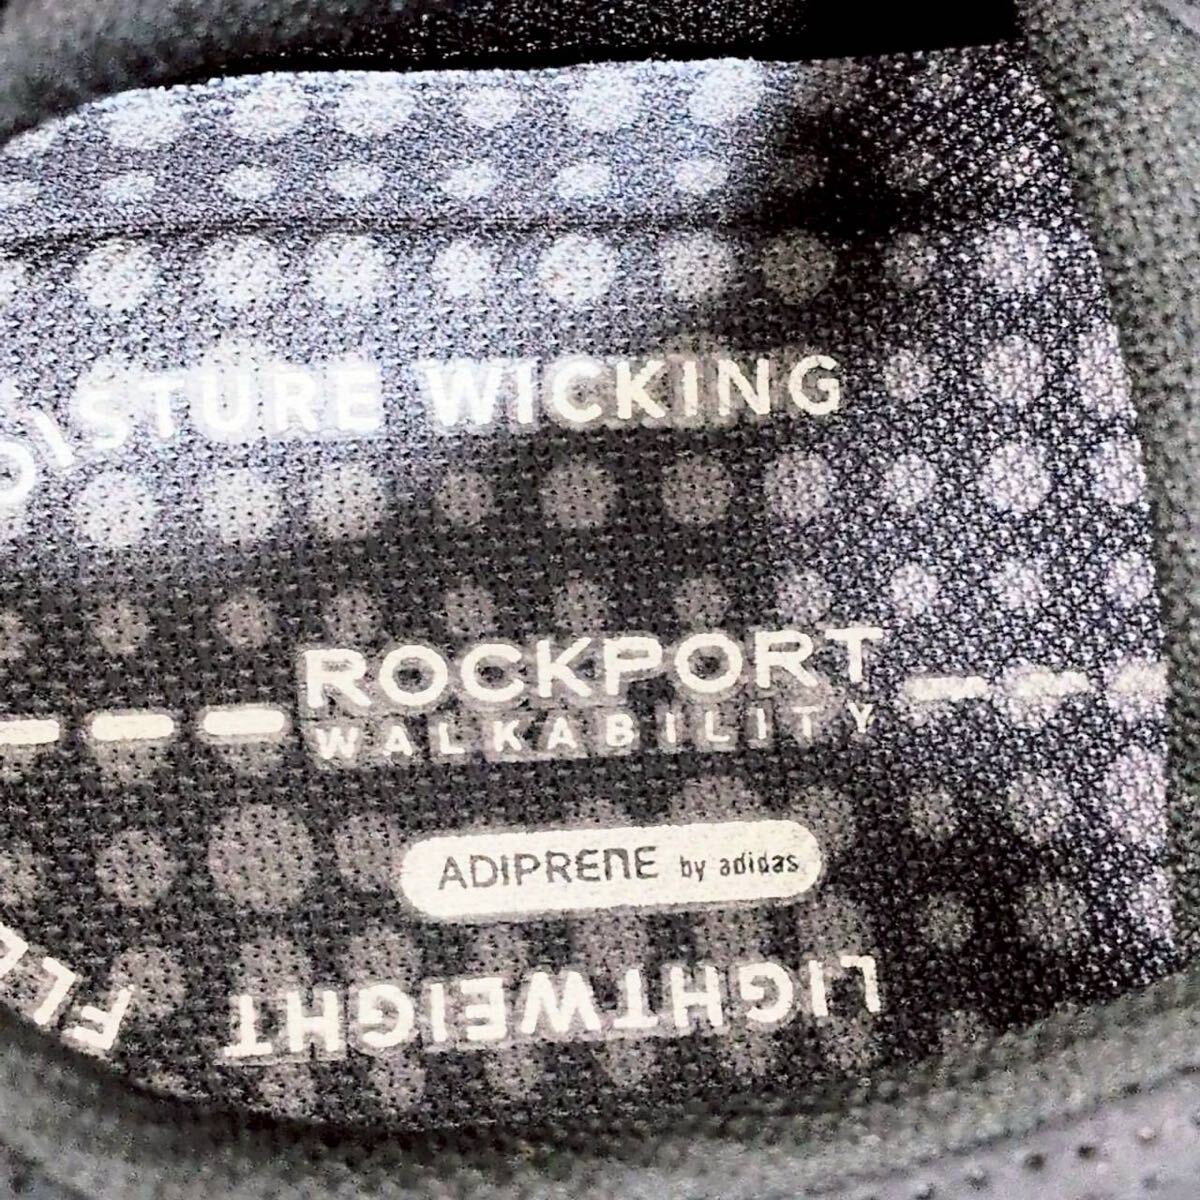 OISTURE WICKING
ROCKPORT
WALKABILITY
ADIPRENE by adidas
LIGHTWEIGHT